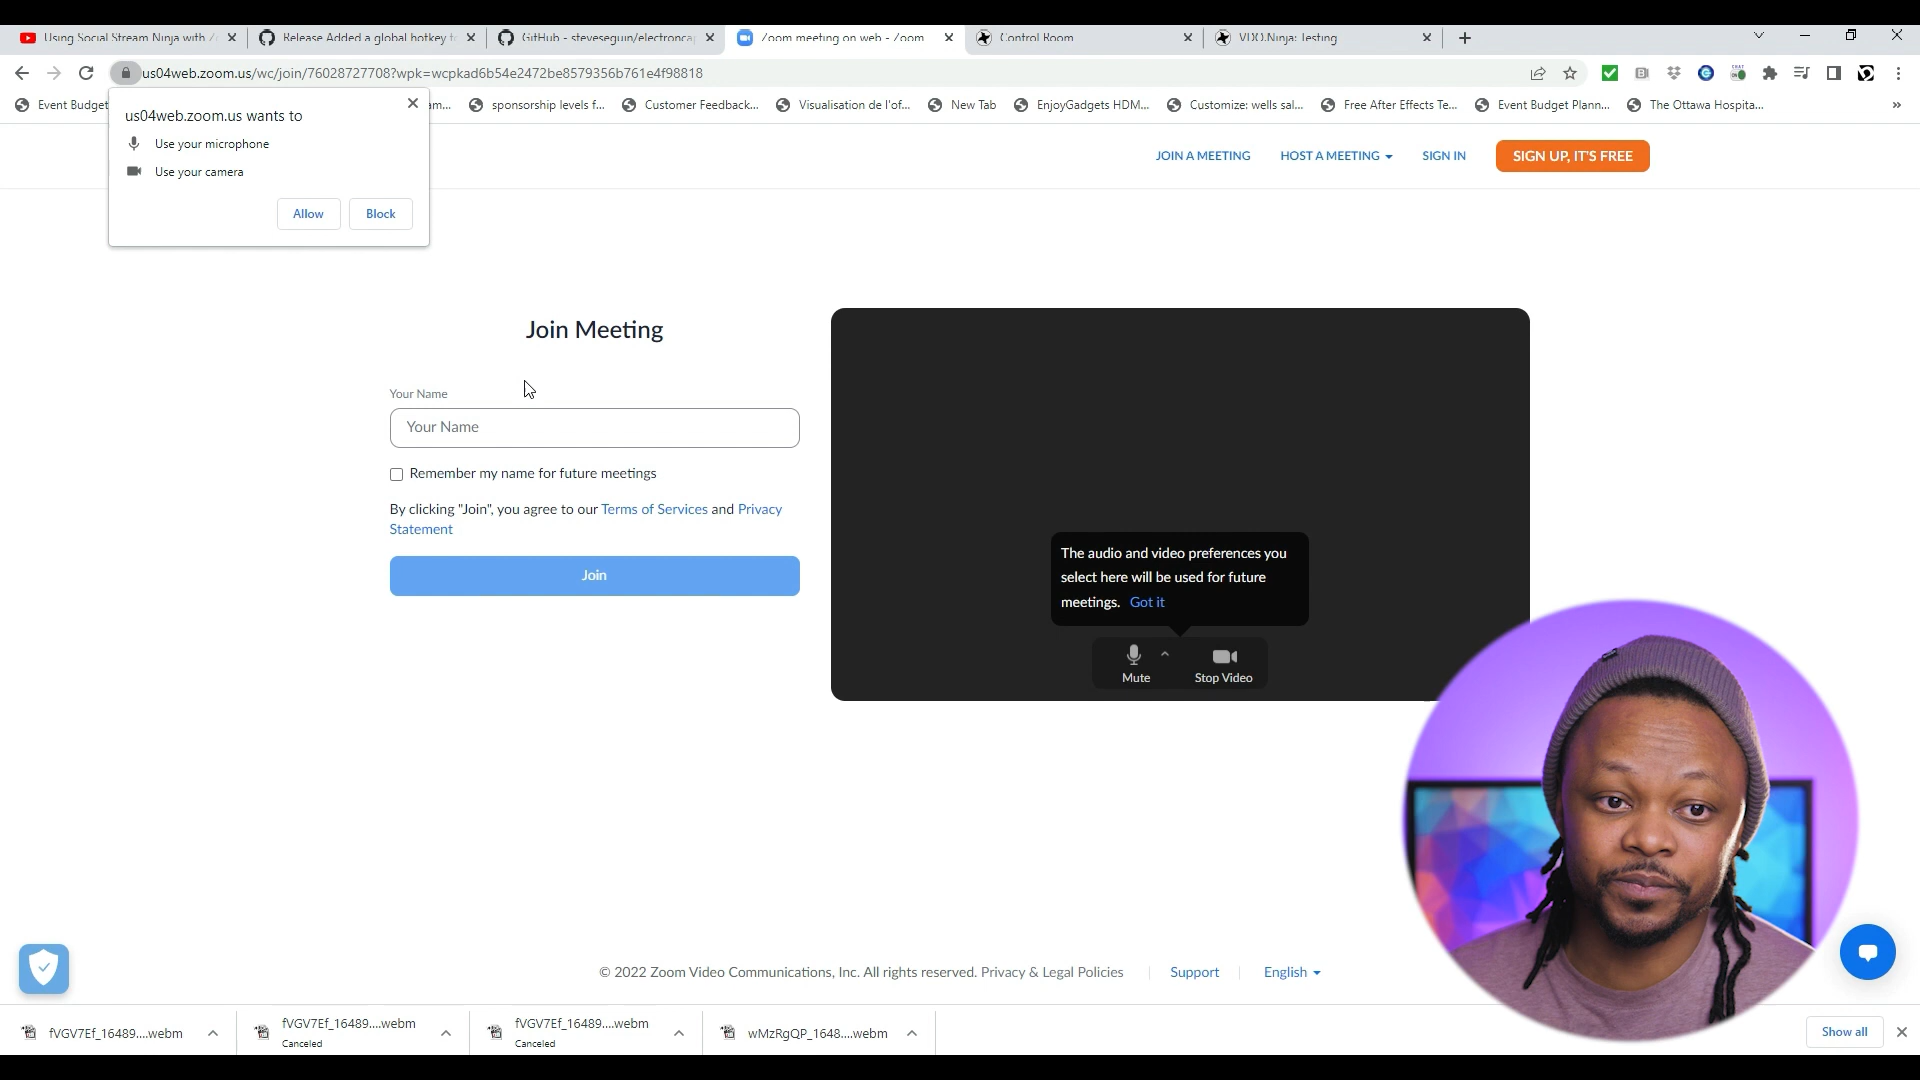 Using Social Stream Ninja with Zo
Release Added a global hotkey to
GitHub - steveseguin/electroncap
Zoom meeting on web - Zoom
Control Room
VDO.Ninja: Testing
us04web.zoom.us/wc/join/76028727708?wpk=wcpkad6b54e2472be8579356b761e4f98818
Event Budget
am...
sponsorship levels f...
Customer Feedback...
Visualisation de l'of...
New Tab
EnjoyGadgets HDM...
Customize: wells sal...
Free After Effects Te...
Event Budget Plann...
The Ottawa Hospita...
us04web.zoom.us wants to
Use your microphone
Use your camera
Allow
Block
JOIN A MEETING
HOST A MEETING
SIGN IN
SIGN UP, IT'S FREE
Join Meeting
Your Name
Your Name
Remember my name for future meetings
By clicking "Join", you agree to our Terms of Services and Privacy
Statement
Join
The audio and video preferences you
select here will be used for future
meetings. Got it
Mute
Stop Video
© 2022 Zoom Video Communications, Inc. All rights reserved. Privacy & Legal Policies
Support
English
fVGV7Ef_16489....webm
fVGV7Ef_16489....webm
Canceled
fVGV7Ef_16489....webm
Canceled
wMzRgQP_1648....webm
Show all